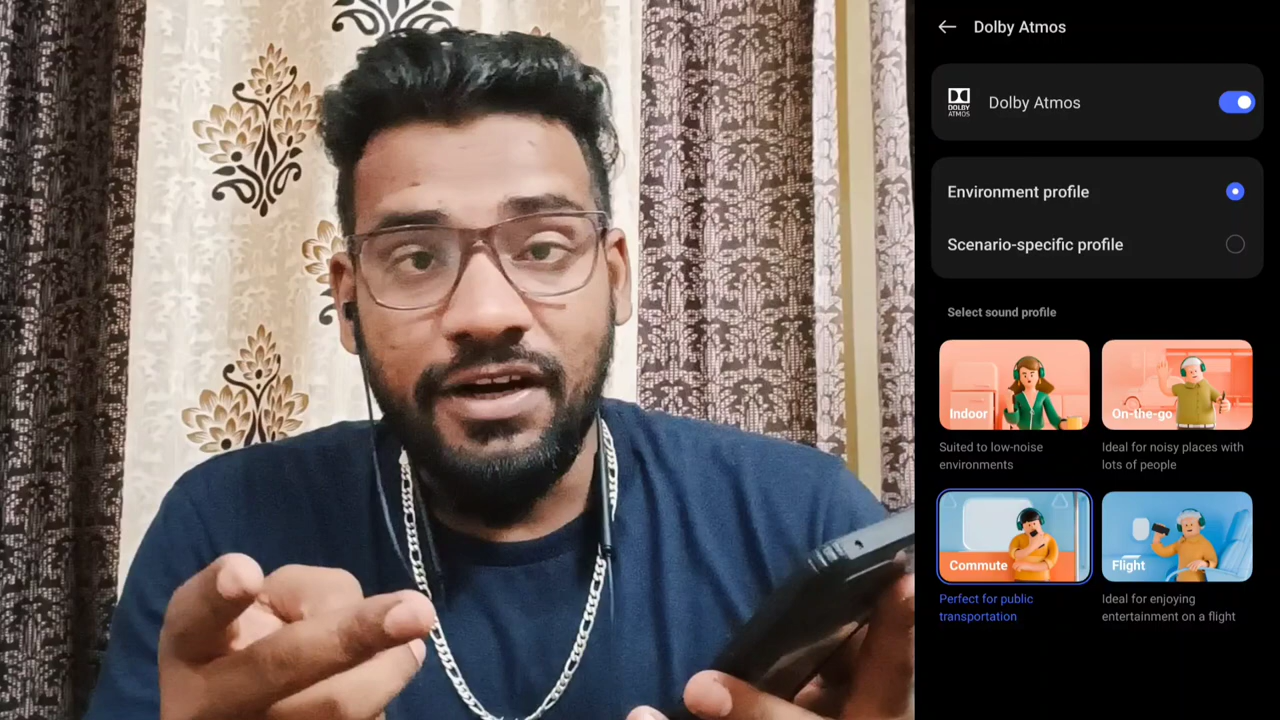 Dolby Atmos
DOLBY
ATMOS
Dolby Atmos
Environment profile
Scenario-specific profile
Select sound profile
Indoor
On-the-go
Suited to low-noise
environments
Ideal for noisy places with
lots of people
Commute
Flight
Perfect for public
transportation
Ideal for enjoying
entertainment on a flight